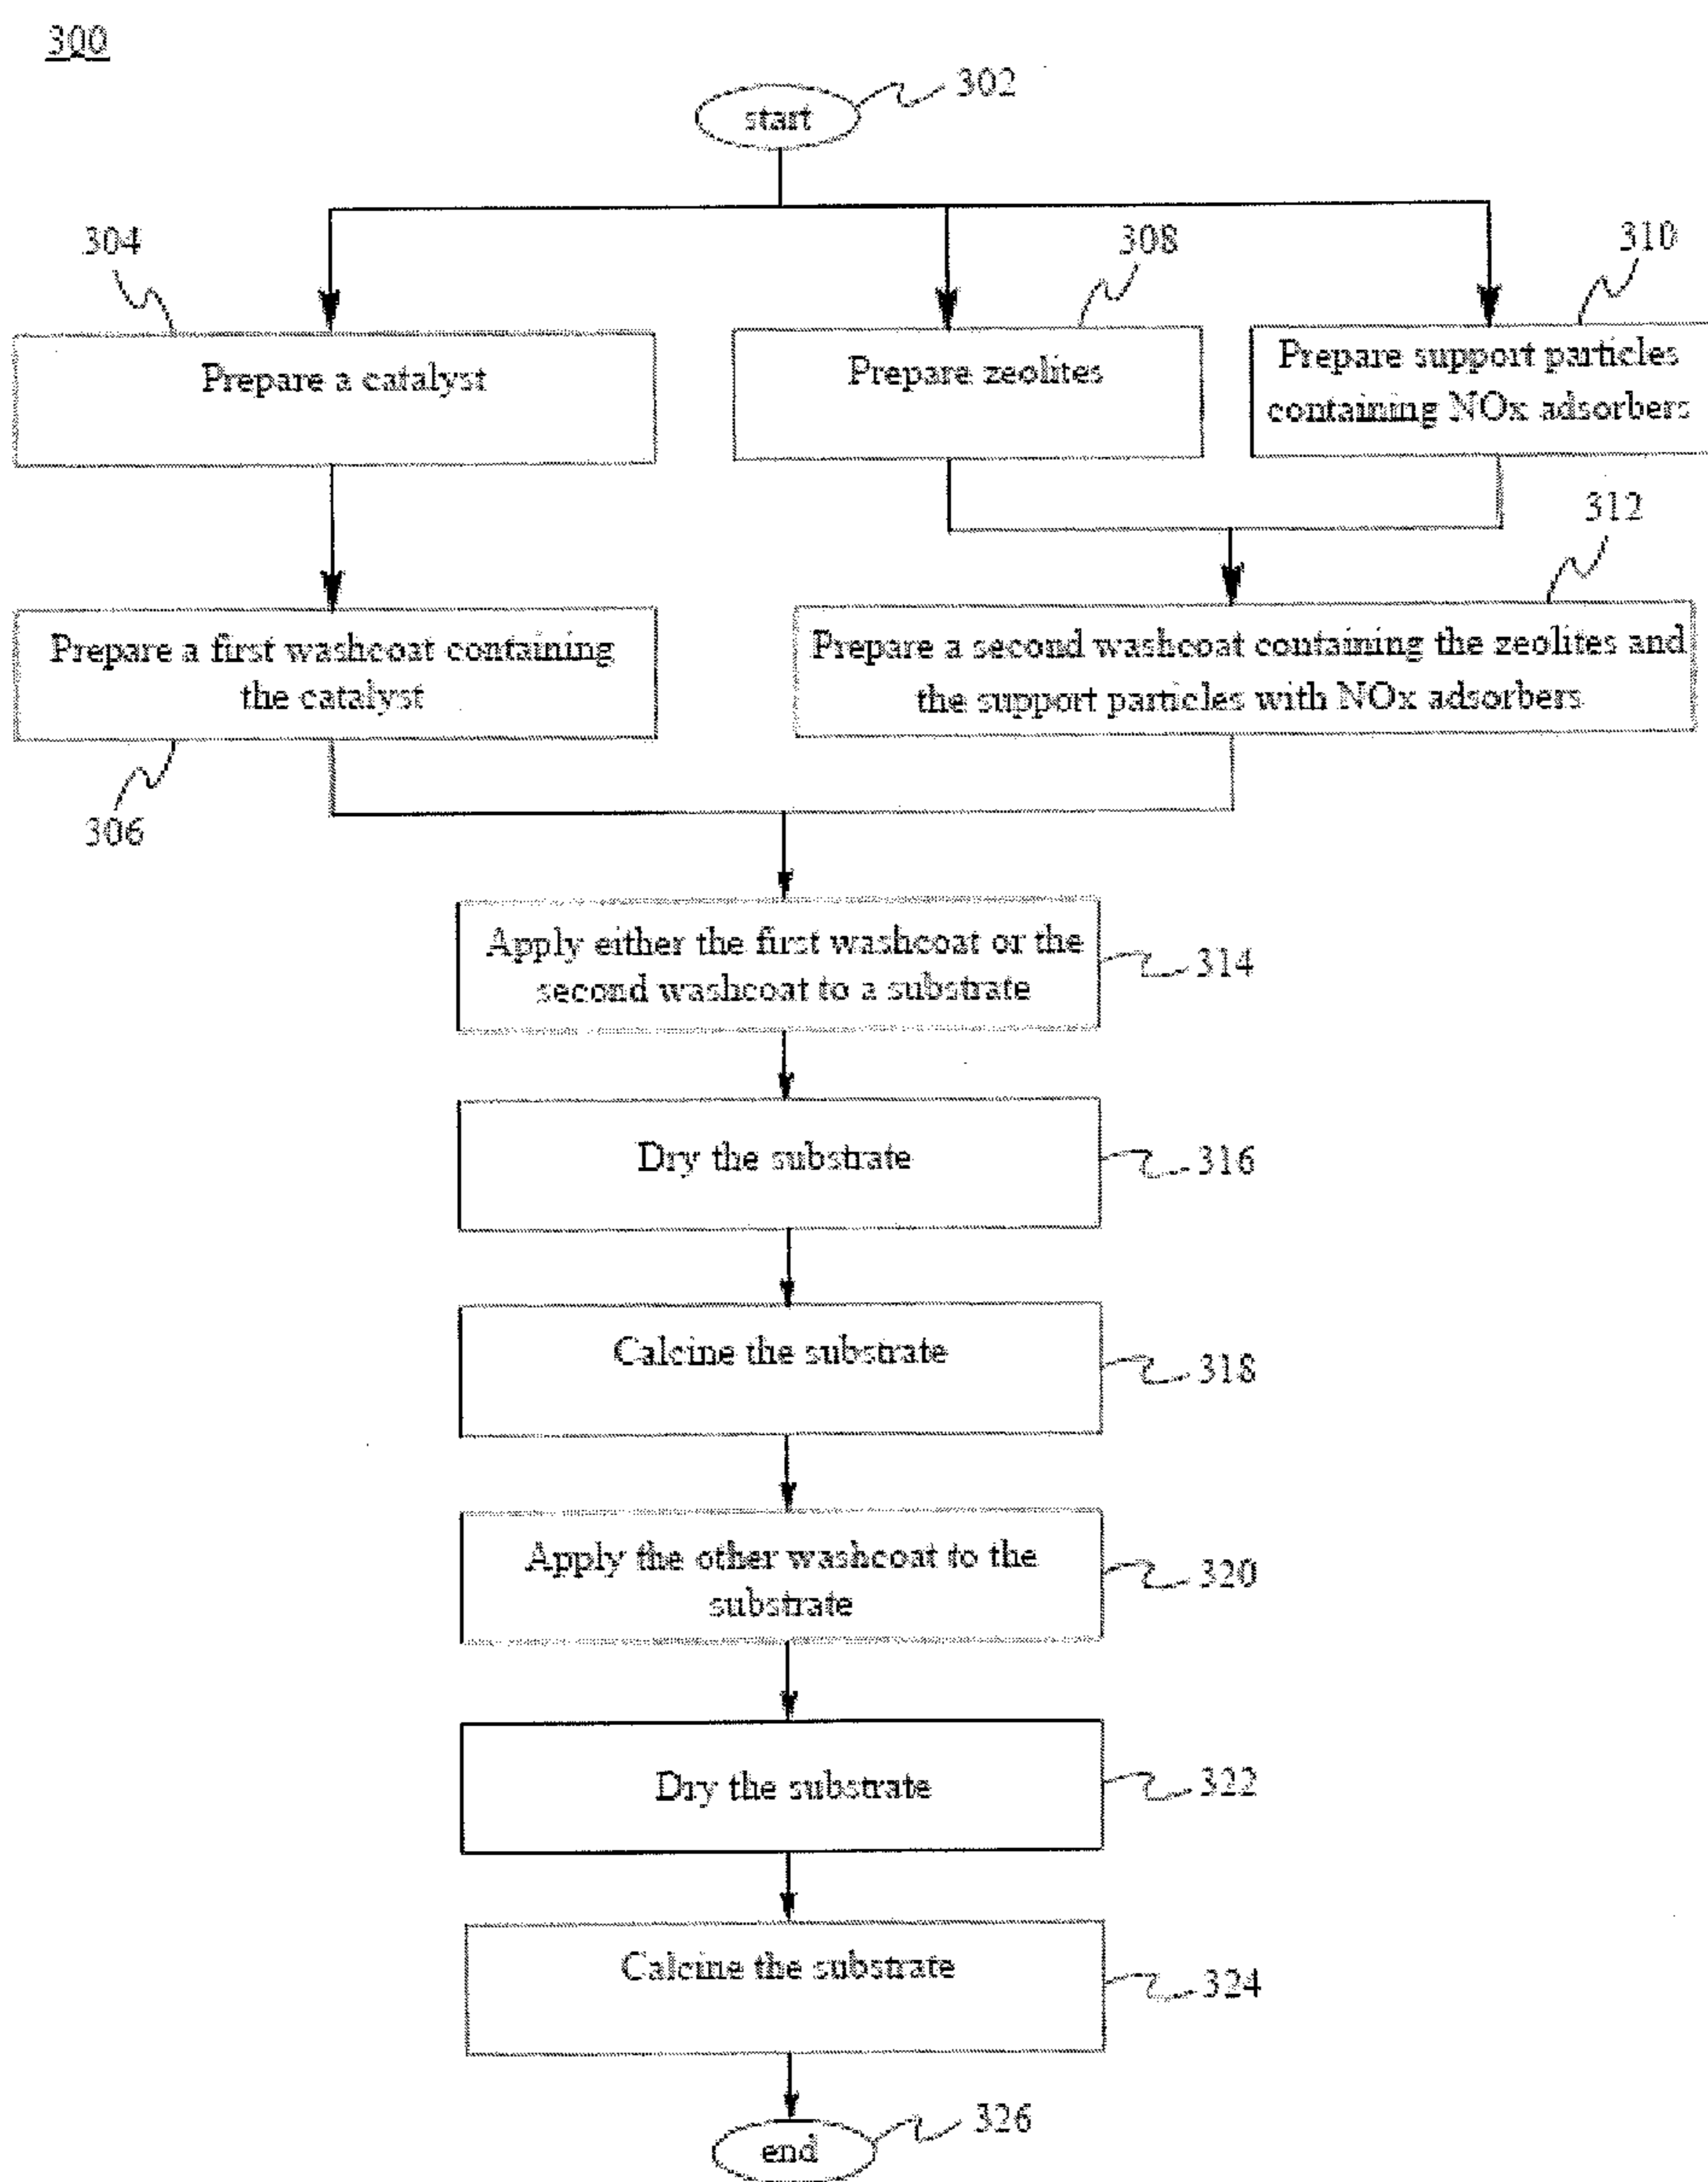 300
302
start
304
308
310
Prepare a catalyst
Prepare zeolites
Prepare support particles
containing NOx adsorbers
312
Prepare a first washcoat containing
the catalyst
Prepare a second washcoat containing the zeolites and
the support particles with NOx adsorbers
306
Apply either the first washcoat or the
second washcoat to a substrate
314
Dry the substrate
316
Calcine the substrate
318
Apply the other washcoat to the
substrate
320
Dry the substrate
322
Calcine the substrate
324
326
end